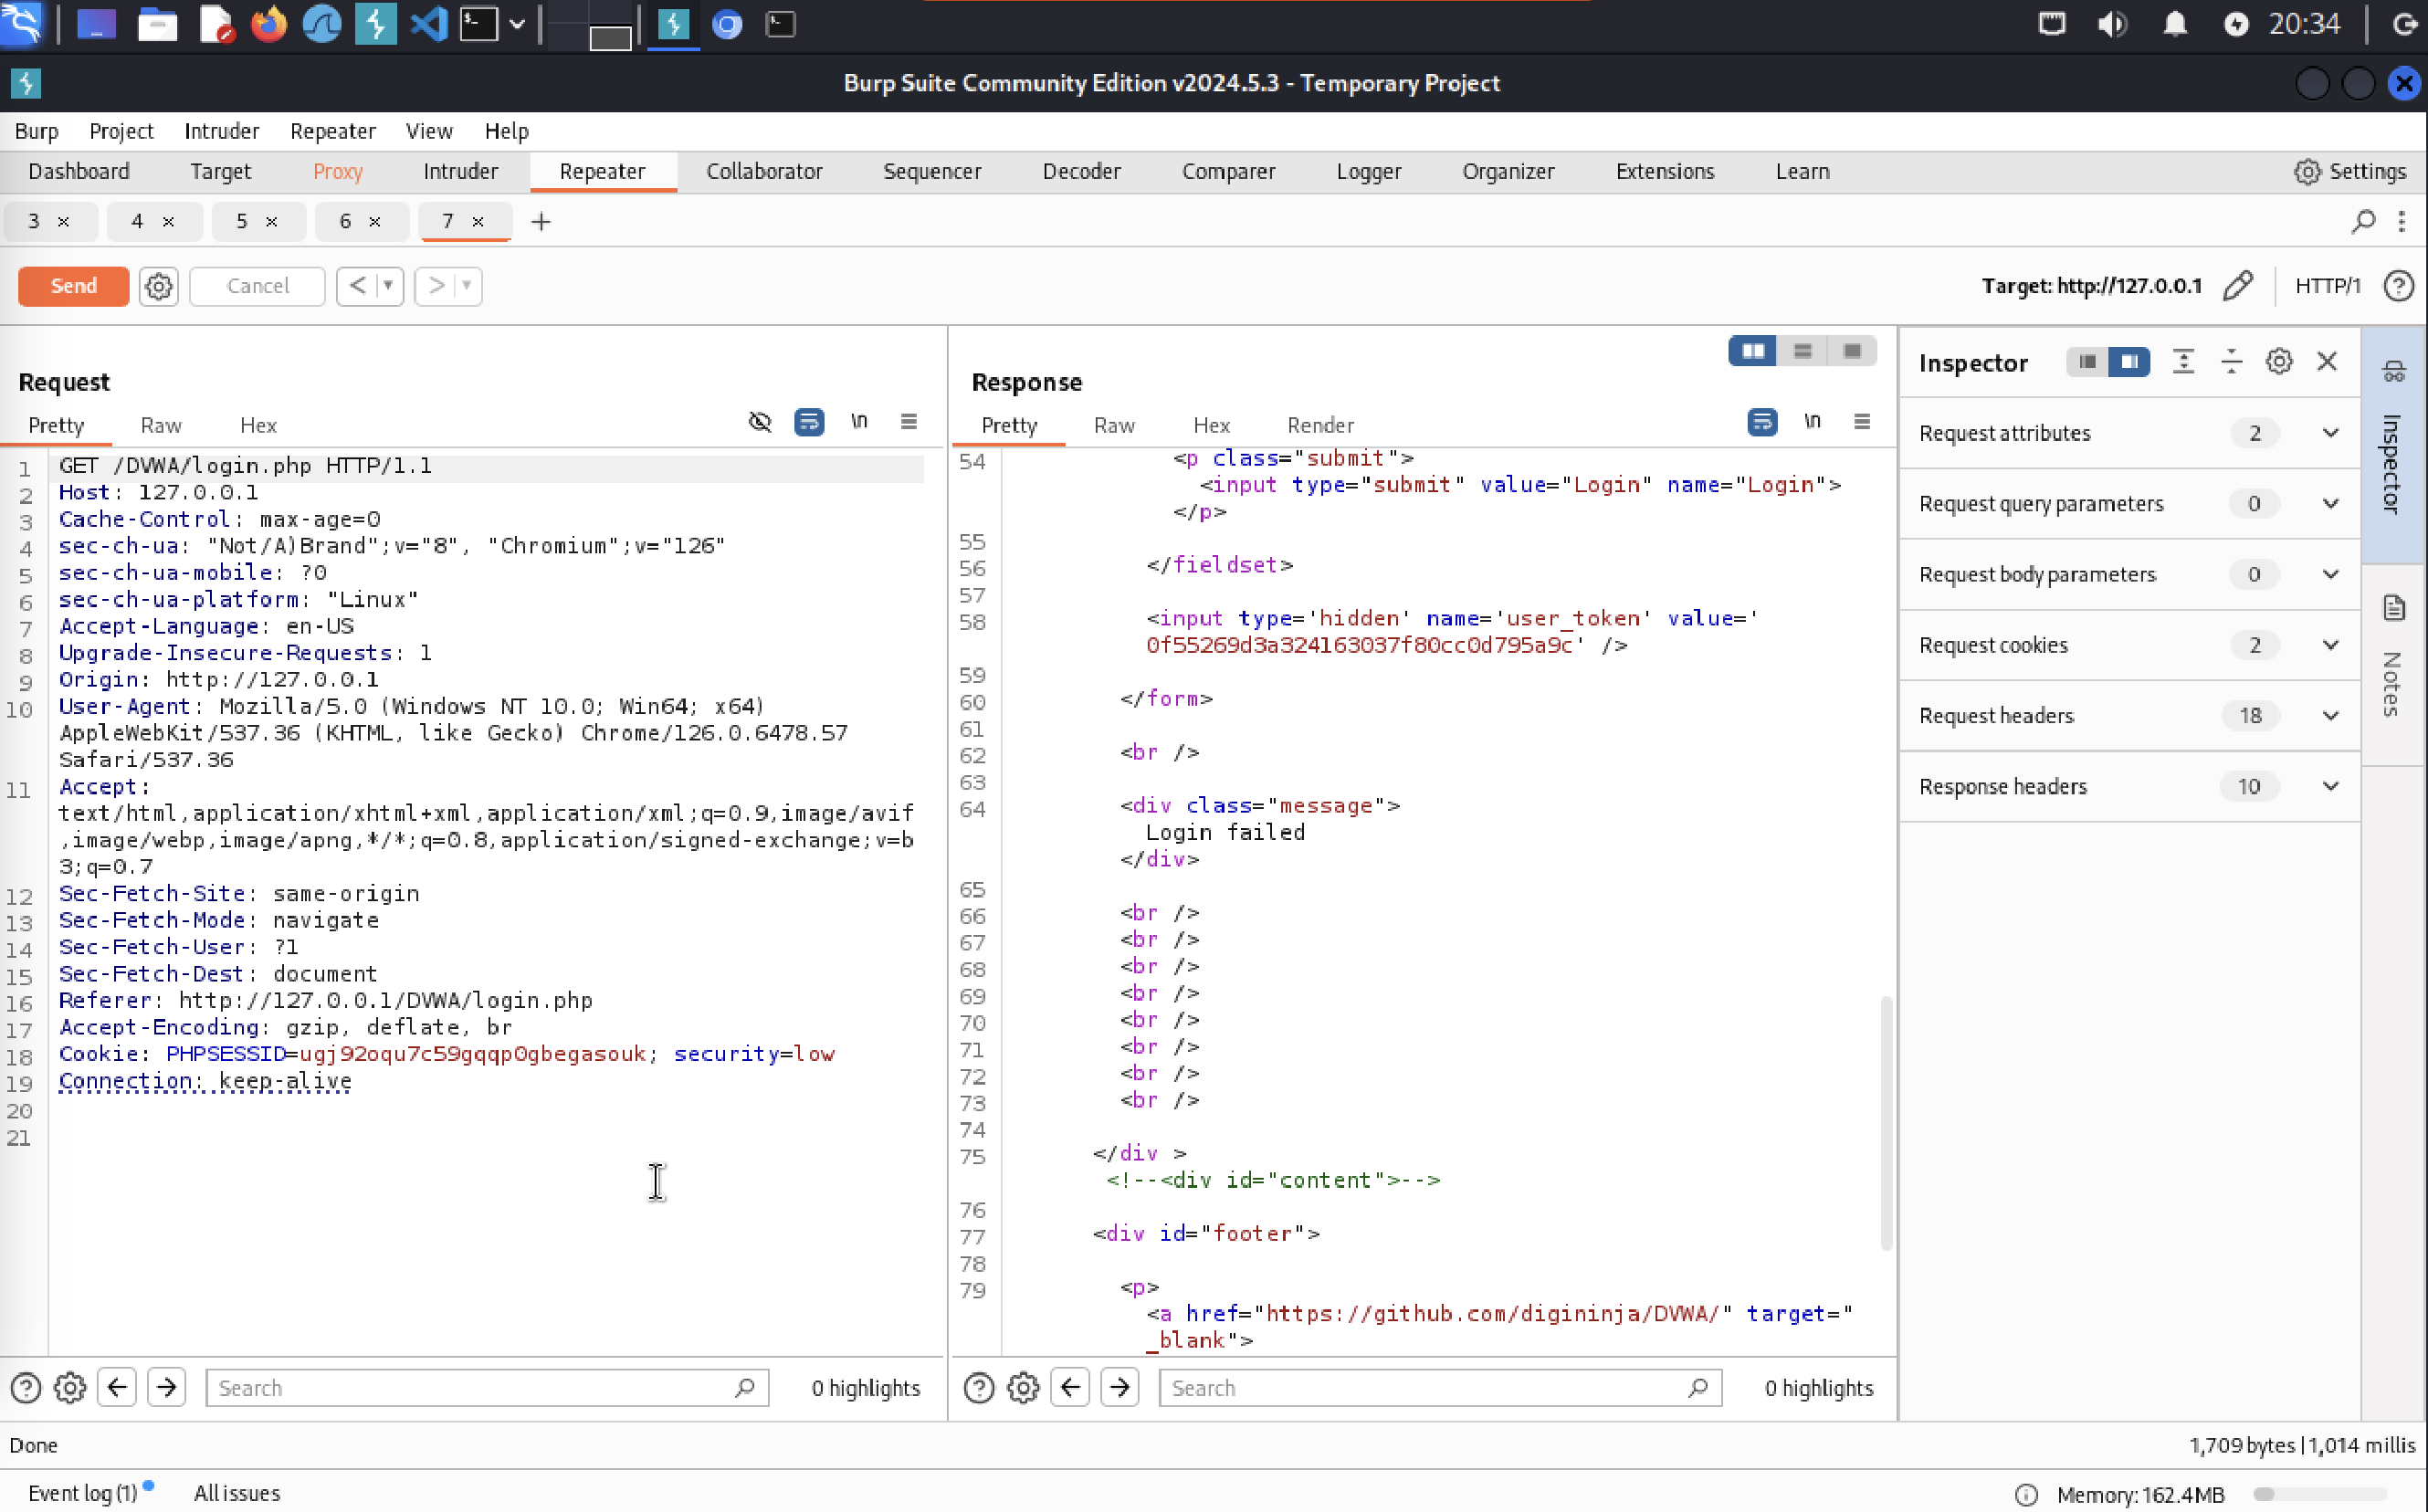 20:34
Burp Suite Community Edition v2024.5.3 - Temporary Project
Burp Project Intruder Repeater View Help
Dashboard Target Proxy Intruder Repeater Collaborator Sequencer Decoder Comparer Logger Organizer Extensions Learn Settings
3 × 4 × 5 × 6 × 7 × +
Send Cancel < > Target: http://127.0.0.1 HTTP/1
Request
Pretty Raw Hex \n
1 GET /DVWA/login.php HTTP/1.1
2 Host: 127.0.0.1
3 Cache-Control: max-age=0
4 sec-ch-ua: "Not/A)Brand";v="8", "Chromium";v="126"
5 sec-ch-ua-mobile: ?0
6 sec-ch-ua-platform: "Linux"
7 Accept-Language: en-US
8 Upgrade-Insecure-Requests: 1
9 Origin: http://127.0.0.1
10 User-Agent: Mozilla/5.0 (Windows NT 10.0; Win64; x64)
AppleWebKit/537.36 (KHTML, like Gecko) Chrome/126.0.6478.57
Safari/537.36
11 Accept:
text/html,application/xhtml+xml,application/xml;q=0.9,image/avif
,image/webp,image/apng,*/*;q=0.8,application/signed-exchange;v=b
3;q=0.7
12 Sec-Fetch-Site: same-origin
13 Sec-Fetch-Mode: navigate
14 Sec-Fetch-User: ?1
15 Sec-Fetch-Dest: document
16 Referer: http://127.0.0.1/DVWA/login.php
17 Accept-Encoding: gzip, deflate, br
18 Cookie: PHPSESSID=ugj92oqu7c59gqqp0gbegasouk; security=low
19 Connection: keep-alive
20
21
Search 0 highlights
Response
Pretty Raw Hex Render \n
54 <p class="submit">
<input type="submit" value="Login" name="Login">
</p>
55
56 </fieldset>
57
58 <input type='hidden' name='user_token' value='
0f55269d3a324163037f80cc0d795a9c' />
59
60 </form>
61
62 <br />
63
64 <div class="message">
Login failed
</div>
65
66 <br />
67 <br />
68 <br />
69 <br />
70 <br />
71 <br />
72 <br />
73 <br />
74
75 </div >
<!--<div id="content">-->
76
77 <div id="footer">
78
79 <p>
<a href="https://github.com/digininja/DVWA/" target="
_blank">
Search 0 highlights
Inspector
Request attributes 2
Request query parameters 0
Request body parameters 0
Request cookies 2
Request headers 18
Response headers 10
Inspector
Notes
Done 1,709 bytes | 1,014 millis
Event log (1) All issues Memory: 162.4MB